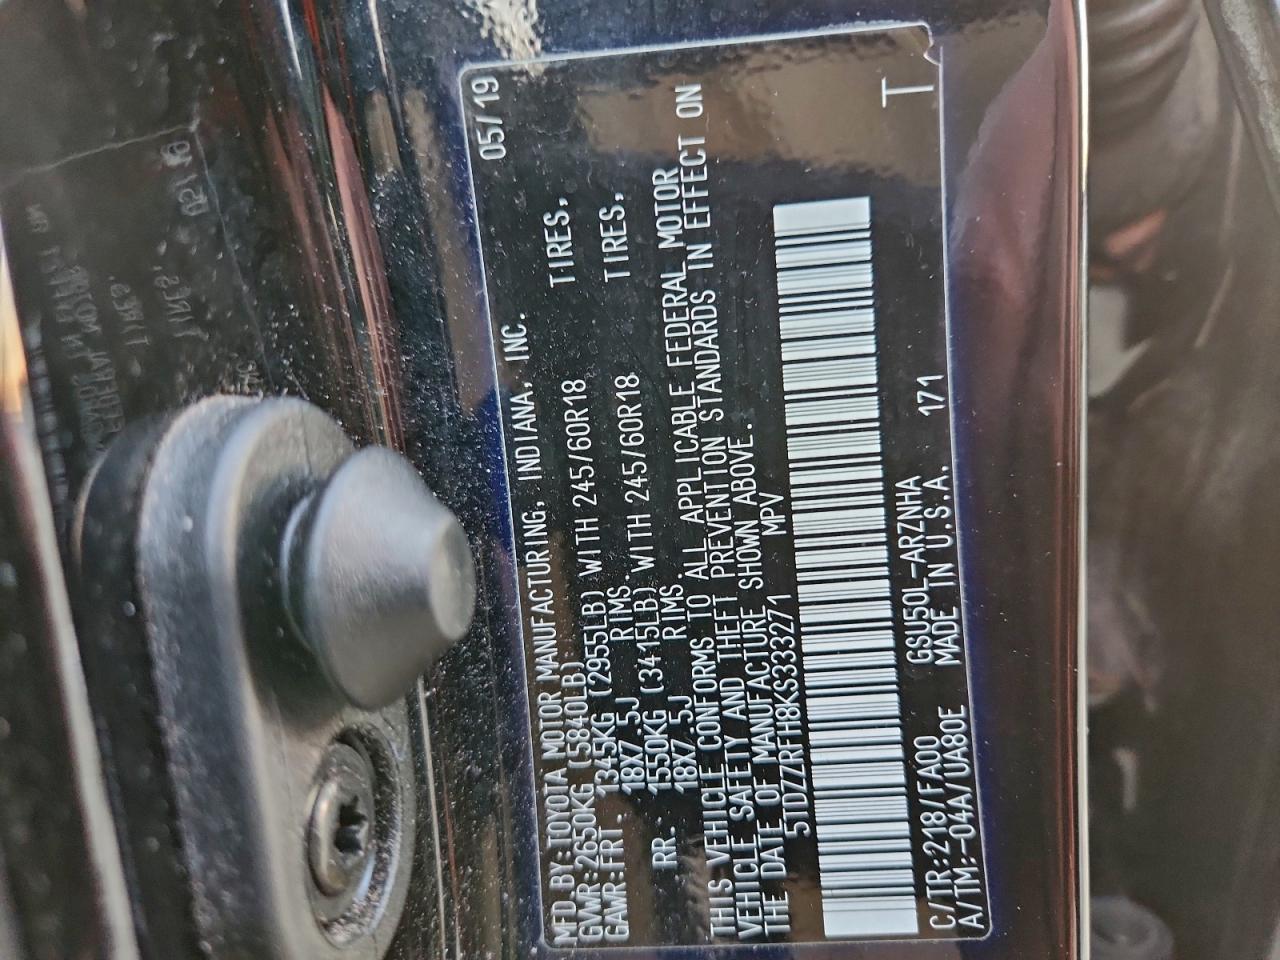 MFD.BY:TOYOTA MOTOR MANUFACTURING, INDIANA, INC. 05/19
GVWR:2650KG (5840LB)
GAWR:FRT. 1345KG (2955LB) WITH 245/60R18 TIRES,
18X7.5J RIMS.
RR. 1550KG (3415LB) WITH 245/60R18 TIRES,
18X7.5J RIMS.
THIS VEHICLE CONFORMS TO ALL APPLICABLE FEDERAL MOTOR
VEHICLE SAFETY AND THEFT PREVENTION STANDARDS IN EFFECT ON
THE DATE OF MANUFACTURE SHOWN ABOVE.
5TDZZRFH8KS333271 MPV
C/TR:218/FA00 GSU50L-ARZNHA 171 T
A/TM:-04A/UA80E MADE IN U.S.A.